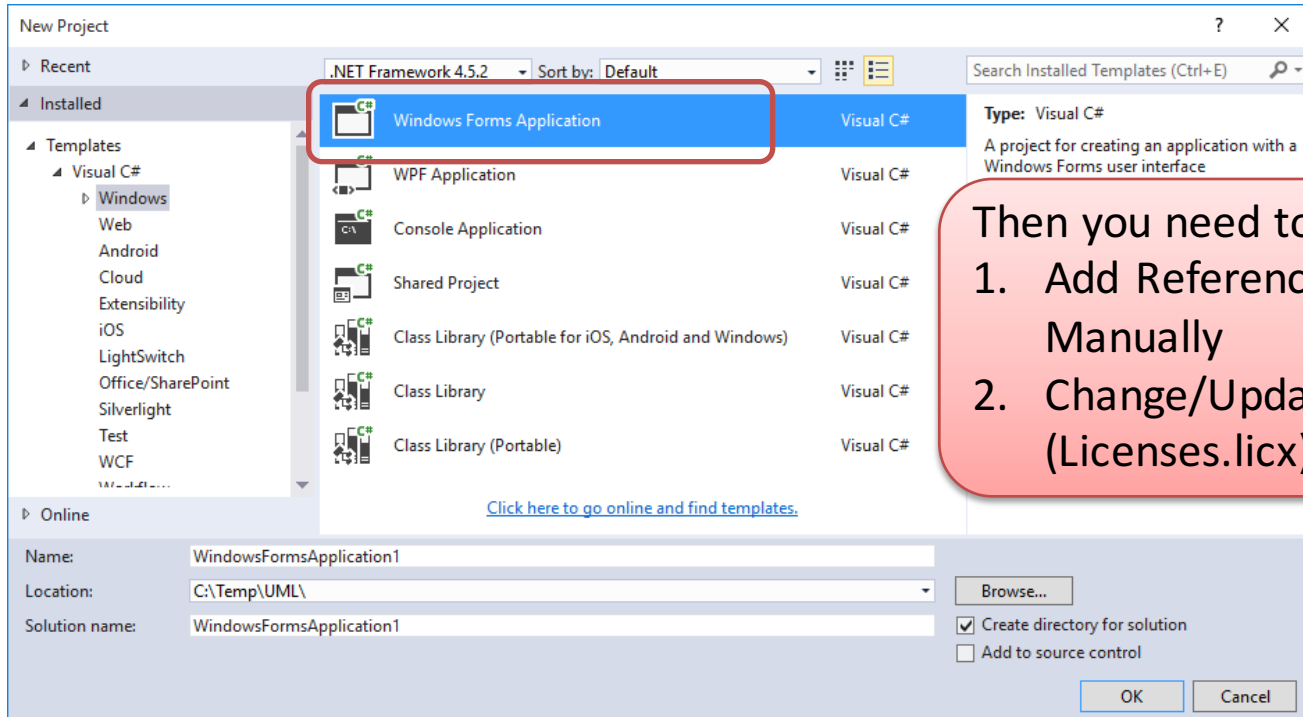 New Project
?
Recent
.NET Framework 4.5.2
Sort by: Default
Search Installed Templates (Ctrl+E)
Installed
Templates
Visual C#
Windows
Web
Android
Cloud
Extensibility
iOS
LightSwitch
Office/SharePoint
Silverlight
Test
WCF
Online
C# Windows Forms Application Visual C#
WPF Application Visual C#
C# C:\ Console Application Visual C#
C# Shared Project Visual C#
C# Class Library (Portable for iOS, Android and Windows) Visual C#
C# Class Library Visual C#
C# Class Library (Portable) Visual C#
Click here to go online and find templates.
Type: Visual C#
A project for creating an application with a
Windows Forms user interface
Then you need to
1. Add
Manually
2.
(Licenses.licx)
Name: WindowsFormsApplication1
Location: C:\Temp\UML\
Browse...
Solution name: WindowsFormsApplication1
Create directory for solution
Add to source control
OK Cancel